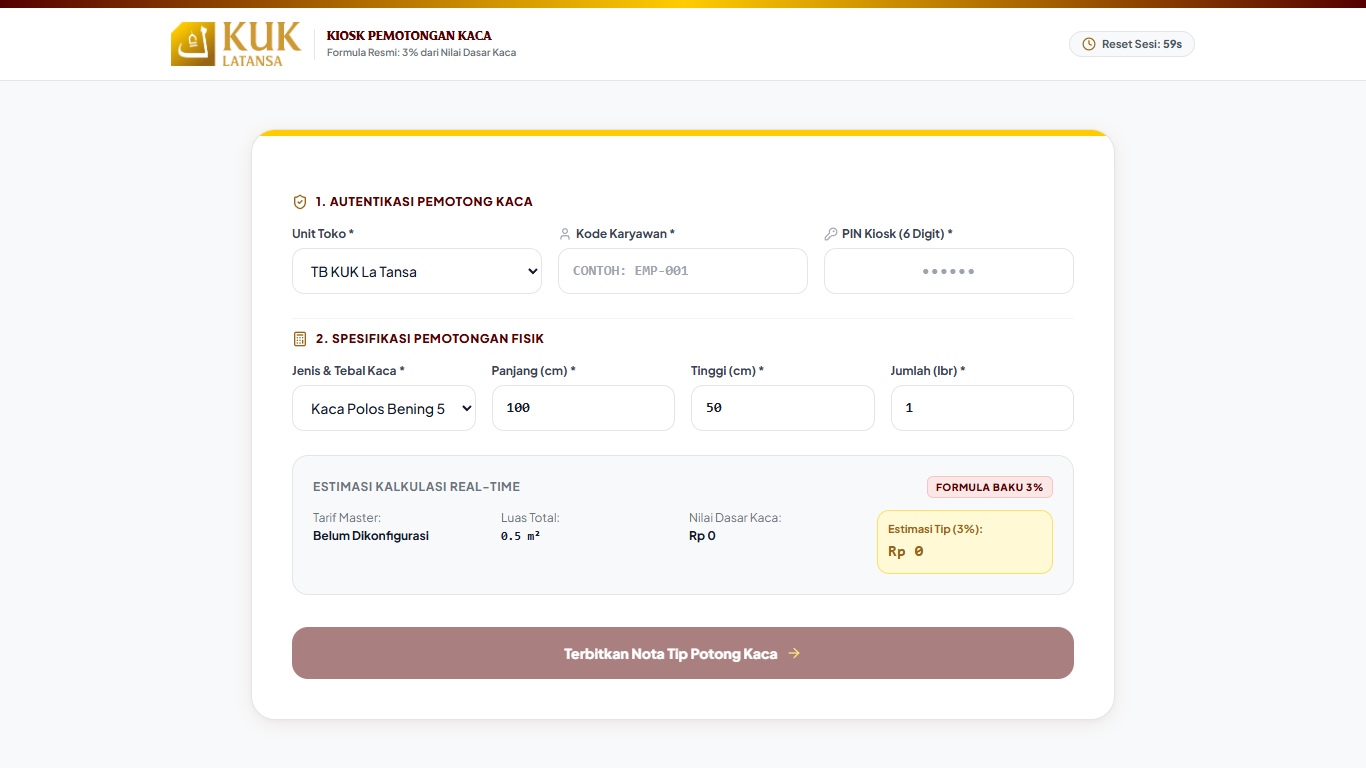 KUK
LATANSA
KIOSK PEMOTONGAN KACA
Formula Resmi: 3% dari Nilai Dasar Kaca
Reset Sesi: 59s
1. AUTENTIKASI PEMOTONG KACA
Unit Toko *
Kode Karyawan *
PIN Kiosk (6 Digit) *
TB KUK La Tansa
CONTOH: EMP-001
••••••
2. SPESIFIKASI PEMOTONGAN FISIK
Jenis & Tebal Kaca *
Panjang (cm) *
Tinggi (cm) *
Jumlah (lbr) *
Kaca Polos Bening 5
100
50
1
ESTIMASI KALKULASI REAL-TIME
FORMULA BAKU 3%
Tarif Master:
Luas Total:
Nilai Dasar Kaca:
Estimasi Tip (3%):
Belum Dikonfigurasi
0.5 m²
Rp 0
Rp 0
Terbitkan Nota Tip Potong Kaca →